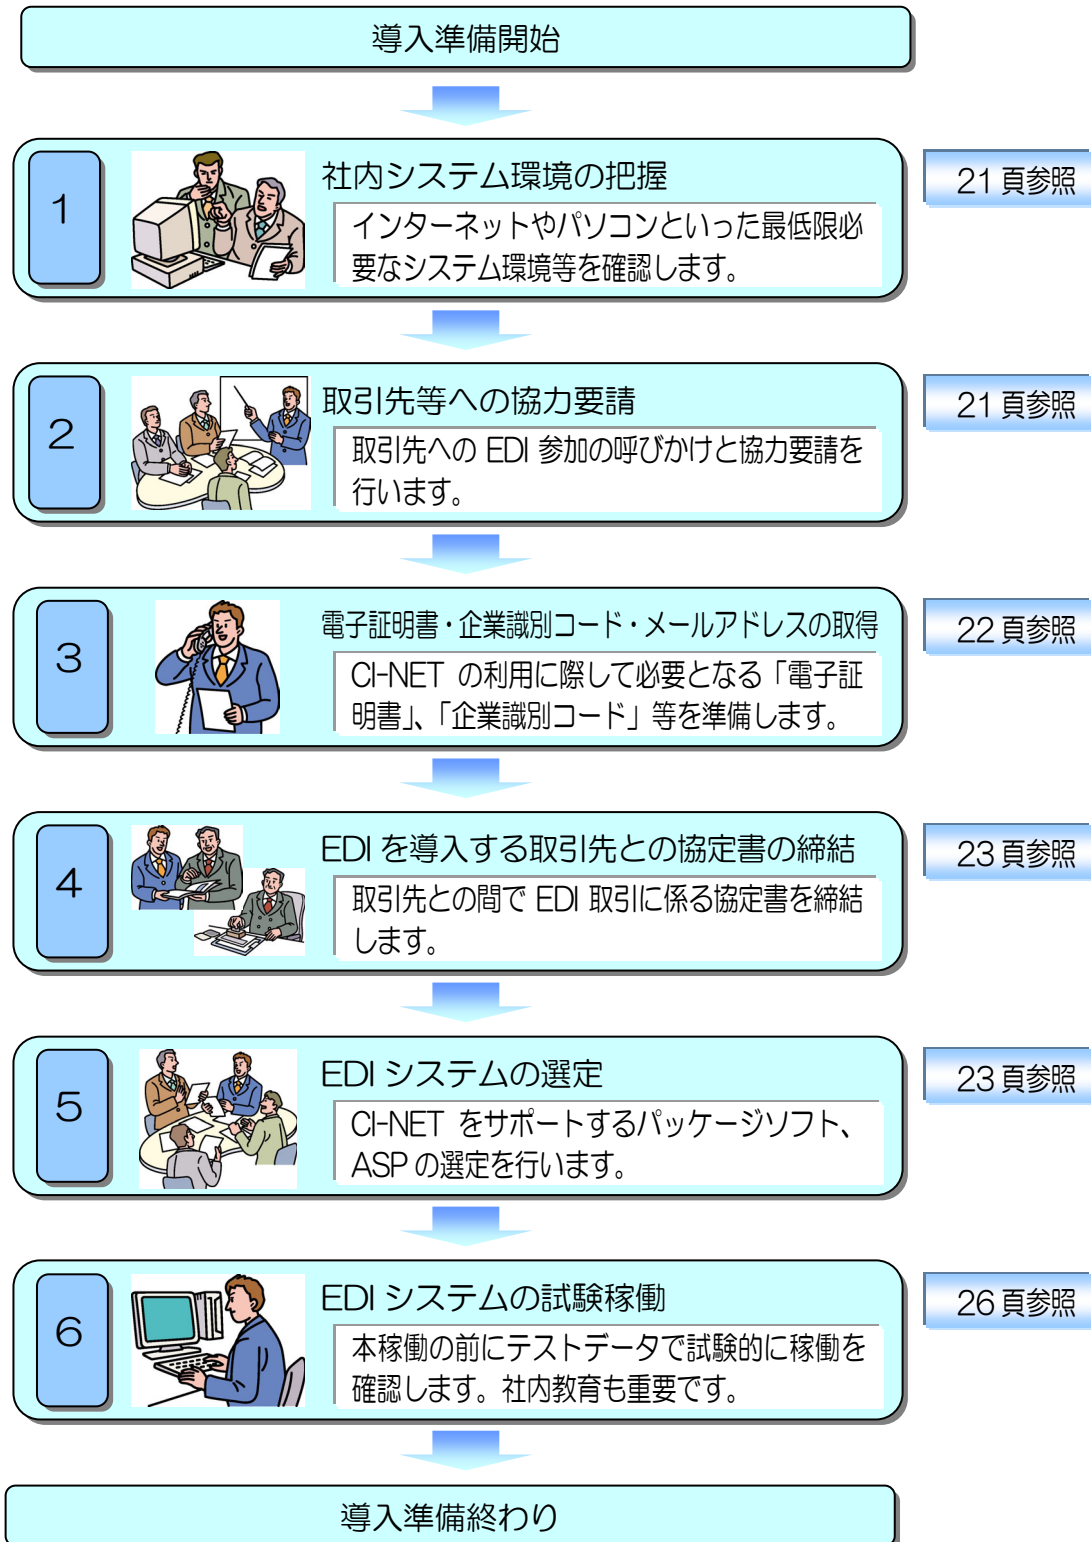 導入準備開始
1
社内システム環境の把握
21 頁参照
インターネットやパソコンといった最低限必
要なシステム環境等を確認します。
2
取引先等への協力要請
21 頁参照
取引先への EDI 参加の呼びかけと協力要請を
行います。
3
電子証明書・企業識別コード・メールアドレスの取得
22 頁参照
CI-NET の利用に際して必要となる「電子証
明書」、「企業識別コード」等を準備します。
4
EDI を導入する取引先との協定書の締結
23 頁参照
取引先との間で EDI 取引に係る協定書を締結
します。
5
EDI システムの選定
23 頁参照
CI-NET をサポートするパッケージソフト、
ASP の選定を行います。
6
EDI システムの試験稼働
26 頁参照
本稼働の前にテストデータで試験的に稼働を
確認します。社内教育も重要です。
導入準備終わり